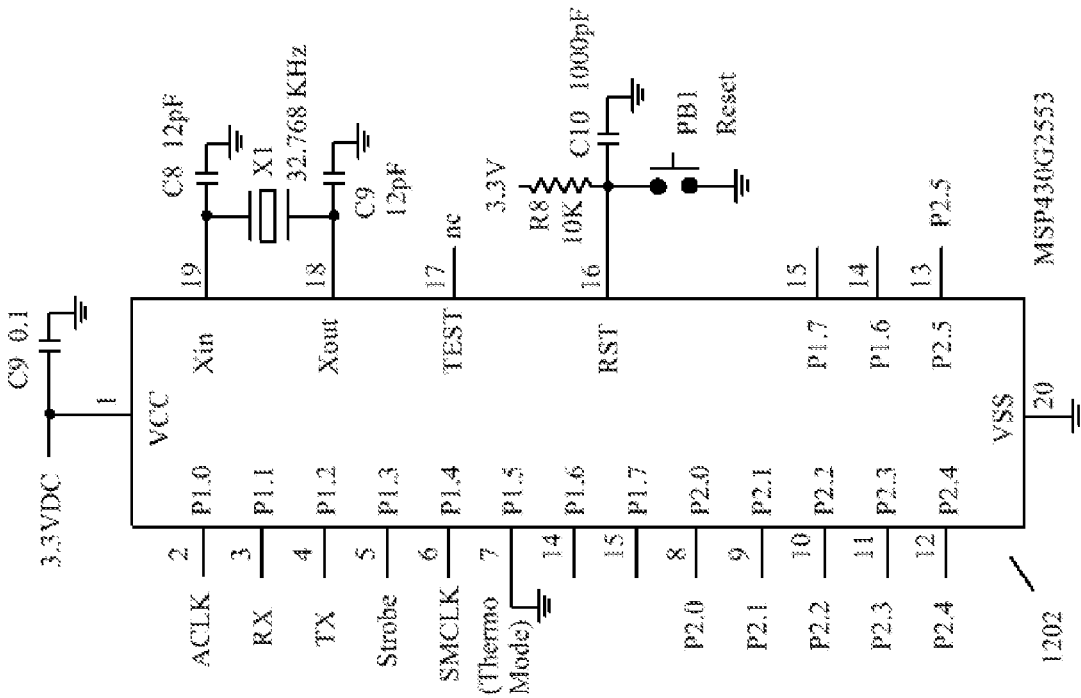 3.3VDC
C9 0.1
1
VCC
ACLK 2 P1.0
RX 3 P1.1
TX 4 P1.2
Strobe 5 P1.3
SMCLK 6 P1.4
(Thermo
Mode)
7 P1.5
14 P1.6
15 P1.7
P2.0 8 P2.0
P2.1 9 P2.1
P2.2 10 P2.2
P2.3 11 P2.3
P2.4 12 P2.4
Xin 19
C8 12pF
X1
32.768 KHz
Xout 18
C9
12pF
TEST 17 nc
RST 16
3.3V
R8
10K
C10 1000pF
PB1
Reset
P1.7 15
P1.6 14
P2.5 13 P2.5
VSS
20
MSP430G2553
1202